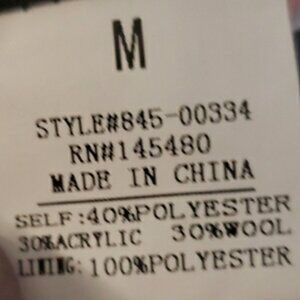 M
STYLE#845-00334
RN#145480
MADE IN CHINA
SELF:40%POLYESTER
30%ACRYLIC 30%WOOL
LINING:100%POLYESTER